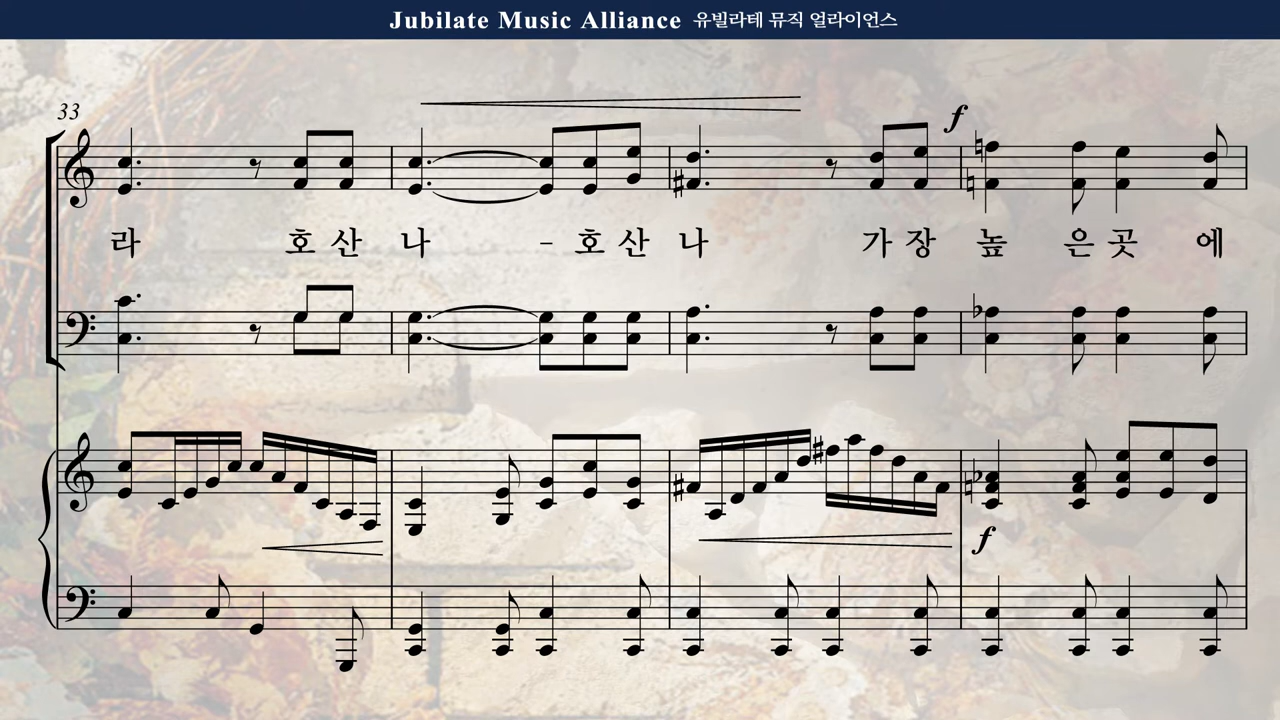 Jubilate Music Alliance 유빌라테 뮤직 얼라이언스
33
f
라 호 산 나 - 호 산 나 가 장 높 은 곳 에
f